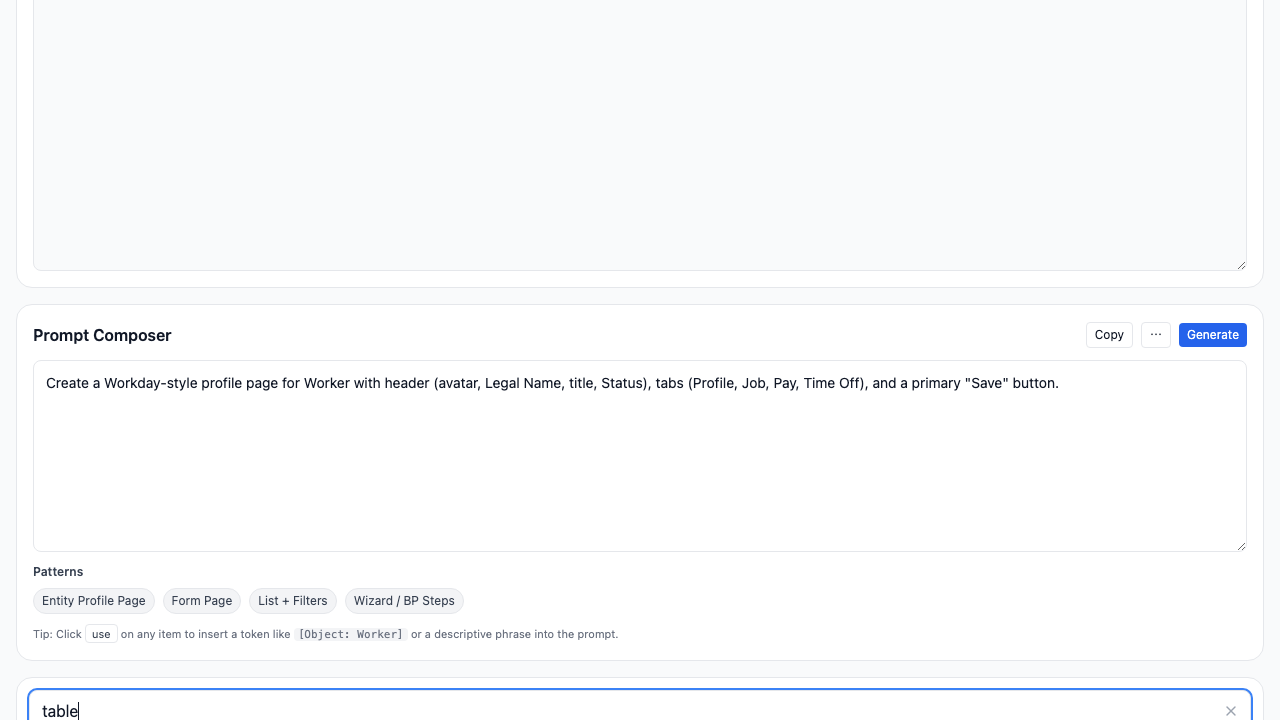 Prompt Composer
Copy
···
Generate
Create a Workday-style profile page for Worker with header (avatar, Legal Name, title, Status), tabs (Profile, Job, Pay, Time Off), and a primary "Save" button.
Patterns
Entity Profile Page
Form Page
List + Filters
Wizard / BP Steps
Tip: Click use on any item to insert a token like [Object: Worker] or a descriptive phrase into the prompt.
table